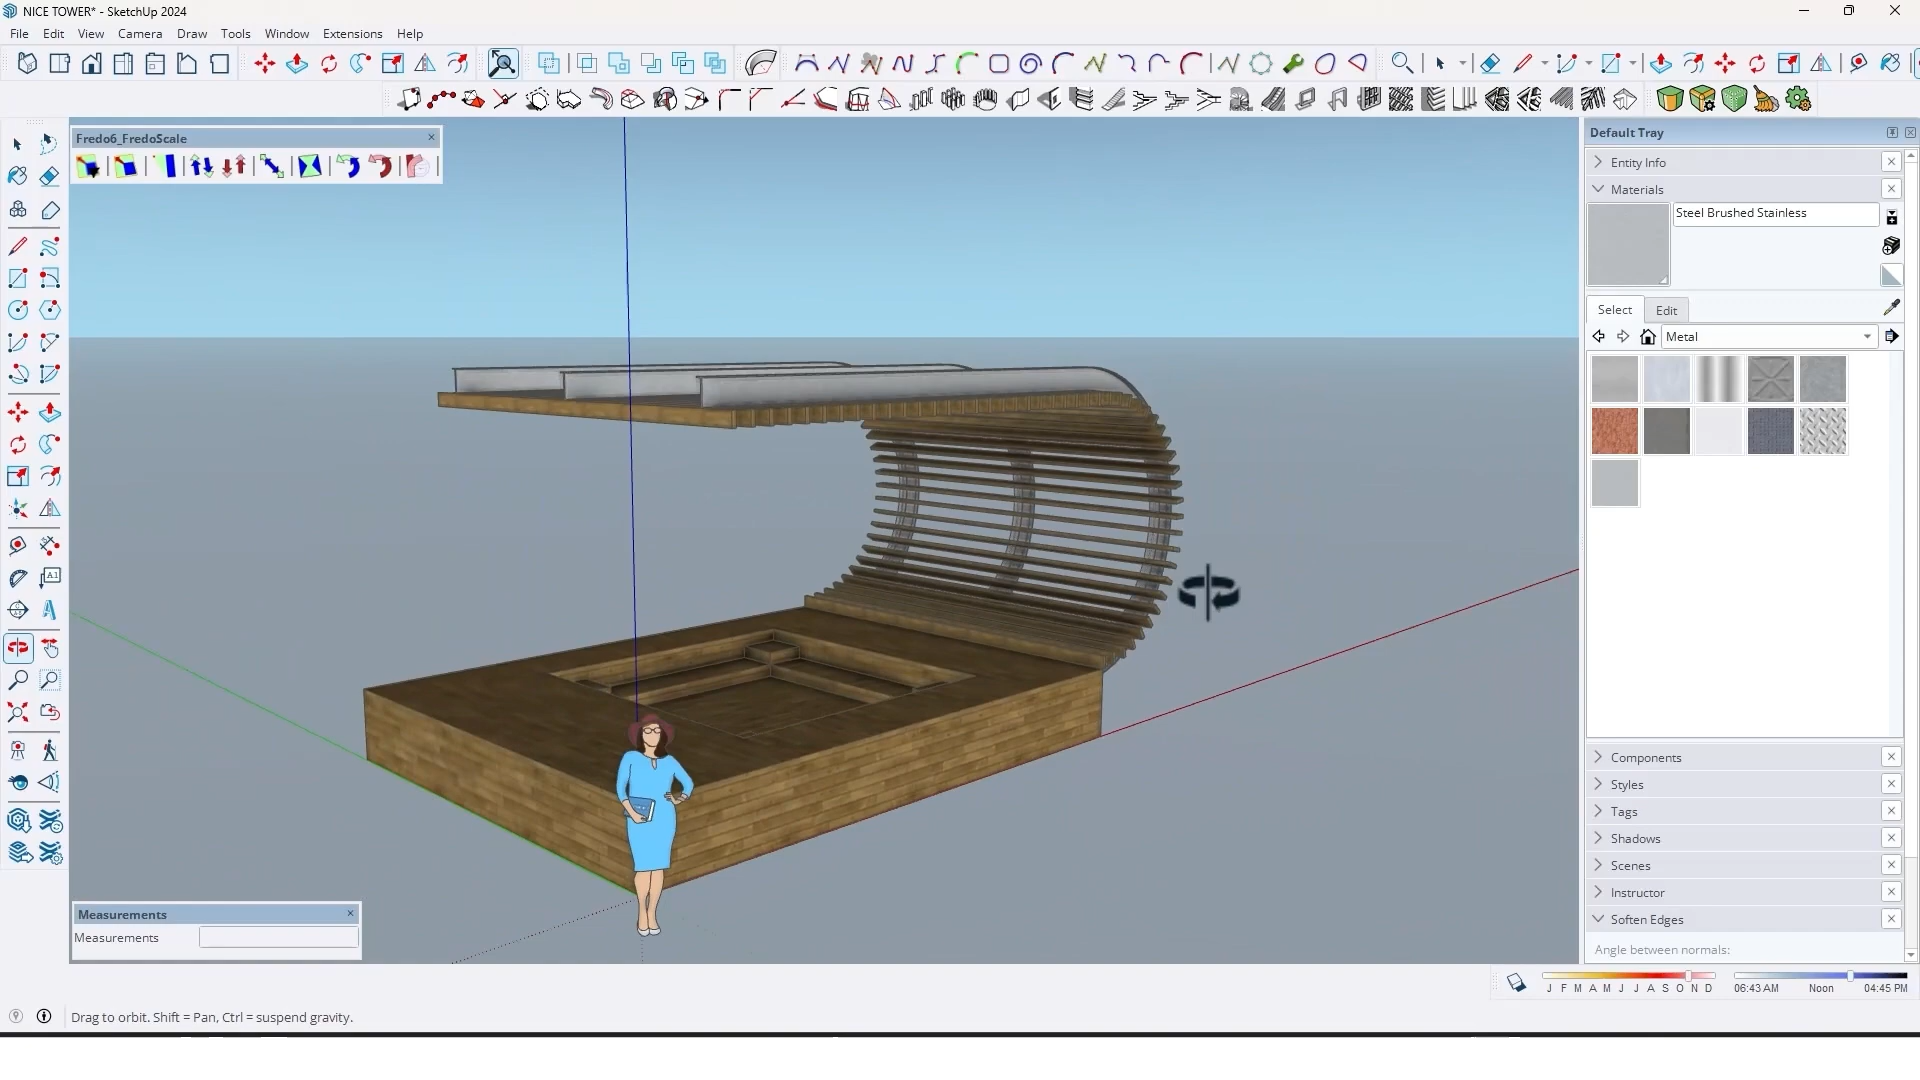 NICE TOWER* - SketchUp 2024
File Edit View Camera Draw Tools Window Extensions Help
Fredo6_FredoScale
Default Tray
Entity Info
Materials
Steel Brushed Stainless
Select Edit
Metal
Components
Styles
Tags
Shadows
Scenes
Instructor
Soften Edges
Angle between normals:
Measurements
Measurements
J F M A M J J A S O N D
06:43 AM Noon 04:45 PM
Drag to orbit. Shift = Pan, Ctrl = suspend gravity.